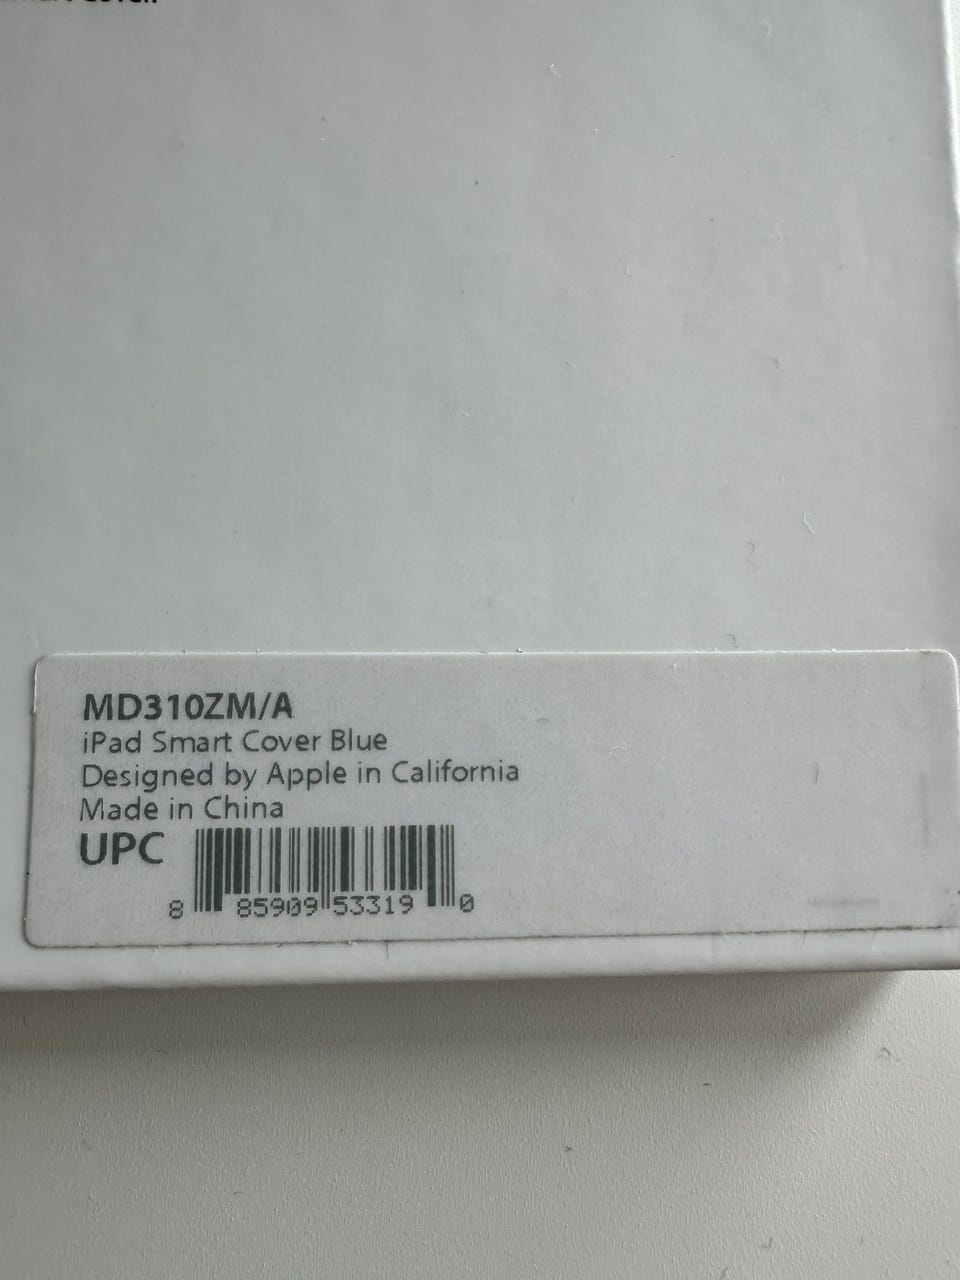 MD310ZM/A
iPad Smart Cover Blue
Designed by Apple in California
Made in China
UPC
8 85909 53319 0